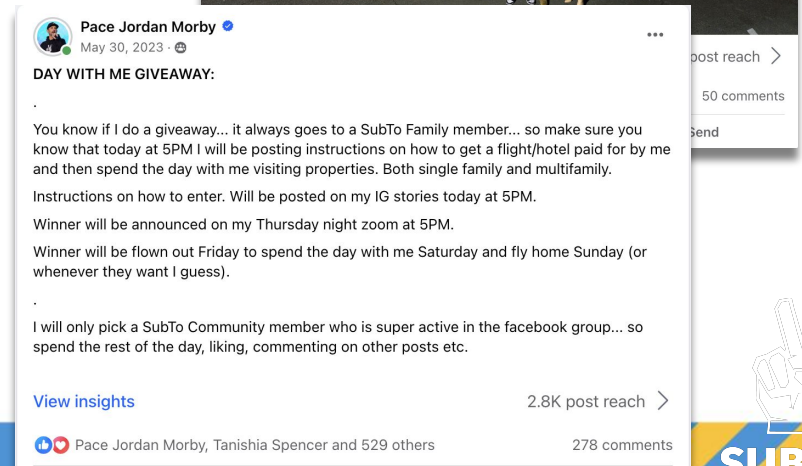 Pace Jordan Morby
May 30, 2023 ·
DAY WITH ME GIVEAWAY:
.
You know if I do a giveaway... it always goes to a SubTo Family member... so make sure you
know that today at 5PM I will be posting instructions on how to get a flight/hotel paid for by me
and then spend the day with me visiting properties. Both single family and multifamily.
Instructions on how to enter. Will be posted on my IG stories today at 5PM.
Winner will be announced on my Thursday night zoom at 5PM.
Winner will be flown out Friday to spend the day with me Saturday and fly home Sunday (or
whenever they want I guess).
.
I will only pick a SubTo Community member who is super active in the facebook group... so
spend the rest of the day, liking, commenting on other posts etc.
View insights
2.8K post reach
Pace Jordan Morby, Tanishia Spencer and 529 others
278 comments
post reach
50 comments
Send
SUB